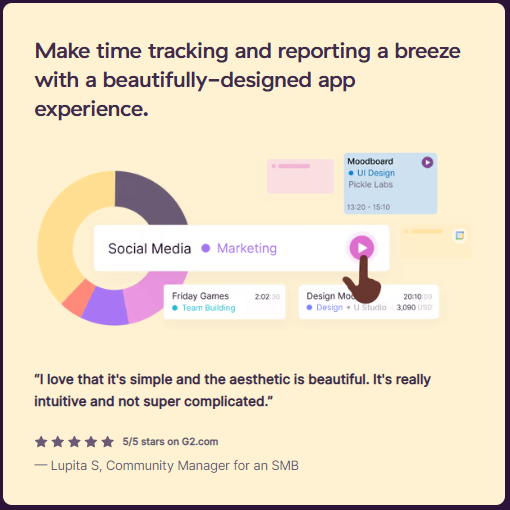 Make time tracking and reporting a breeze
with a beautifully-designed app
experience.
Moodboard
UI Design
Pickle Labs
13:20 - 15:10
Social Media Marketing
Friday Games 2:02:30
Team Building
Design 20:10:09
Design • U Studio 3,090 USD
“I love that it's simple and the aesthetic is beautiful. It's really
intuitive and not super complicated.”
5/5 stars on G2.com
— Lupita S, Community Manager for an SMB